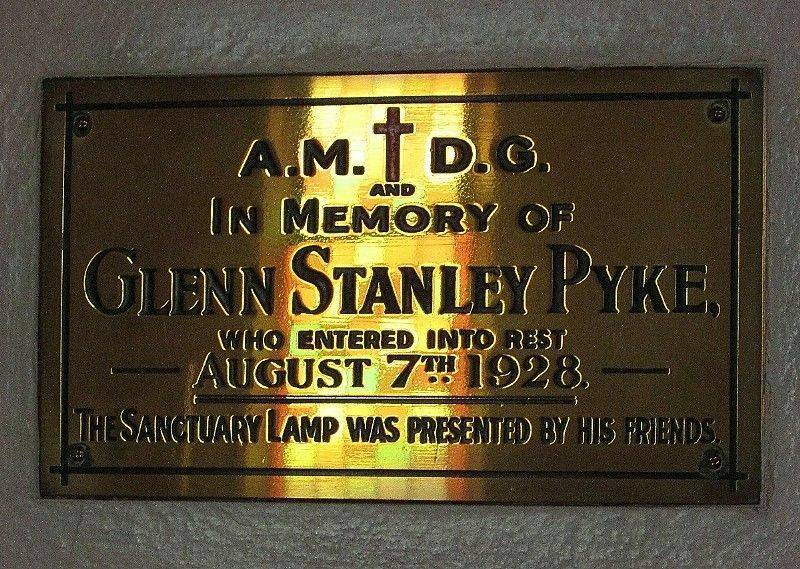 A.M. D.G.
AND
IN MEMORY OF
GLENN STANLEY PYKE,
WHO ENTERED INTO REST
AUGUST 7TH 1928.
THE SANCTUARY LAMP WAS PRESENTED BY HIS FRIENDS.